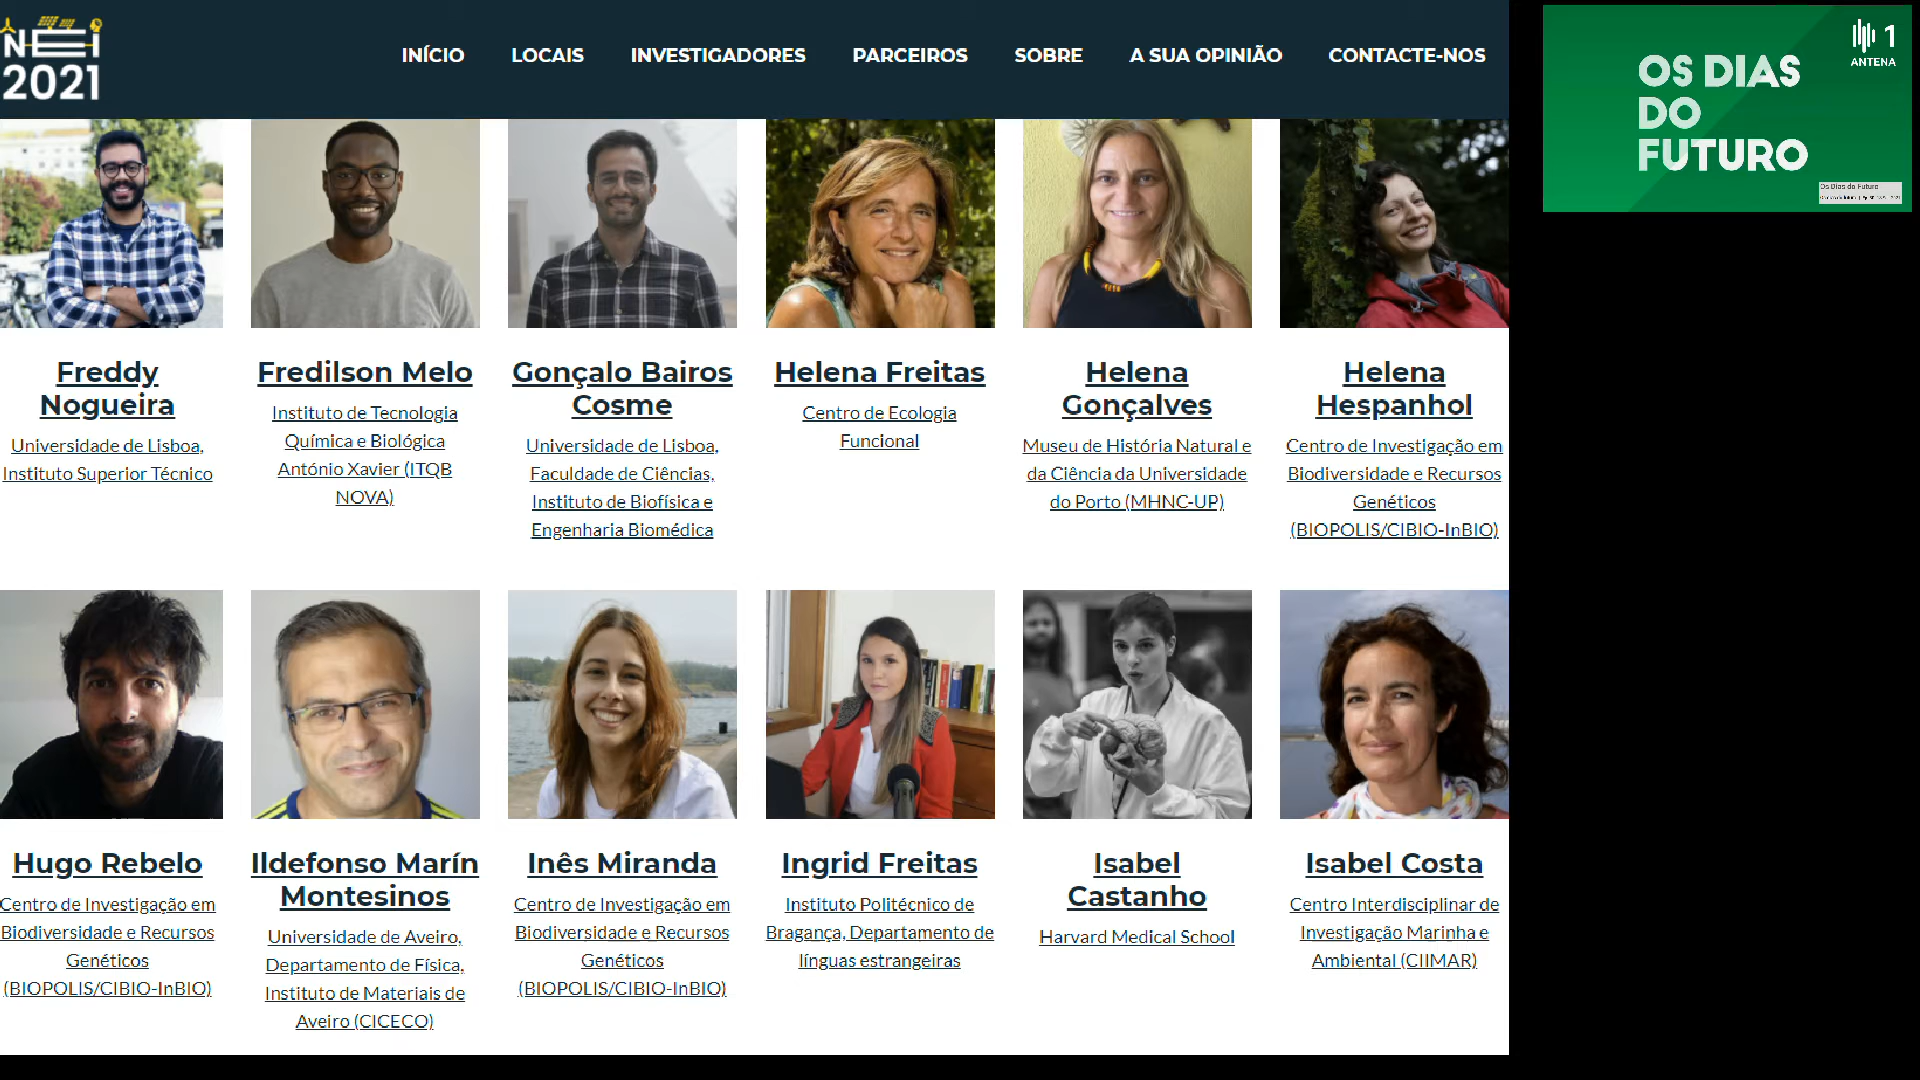 NEI
2021
INÍCIO
LOCAIS
INVESTIGADORES
PARCEIROS
SOBRE
A SUA OPINIÃO
CONTACTE-NOS
1
ANTENA
OS DIAS
DO
FUTURO
Os Dias do Futuro
Freddy
Nogueira
Universidade de Lisboa,
Instituto Superior Técnico
Fredilson Melo
Instituto de Tecnologia
Química e Biológica
António Xavier (ITQB
NOVA)
Gonçalo Bairos
Cosme
Universidade de Lisboa,
Faculdade de Ciências,
Instituto de Biofísica e
Engenharia Biomédica
Helena Freitas
Centro de Ecologia
Funcional
Helena
Gonçalves
Museu de História Natural e
da Ciência da Universidade
do Porto (MHNC-UP)
Helena
Hespanhol
Centro de Investigação em
Biodiversidade e Recursos
Genéticos
(BIOPOLIS/CIBIO-InBIO)
Hugo Rebelo
Centro de Investigação em
Biodiversidade e Recursos
Genéticos
(BIOPOLIS/CIBIO-InBIO)
Ildefonso Marín
Montesinos
Universidade de Aveiro,
Departamento de Física,
Instituto de Materiais de
Aveiro (CICECO)
Inês Miranda
Centro de Investigação em
Biodiversidade e Recursos
Genéticos
(BIOPOLIS/CIBIO-InBIO)
Ingrid Freitas
Instituto Politécnico de
Bragança, Departamento de
línguas estrangeiras
Isabel
Castanho
Harvard Medical School
Isabel Costa
Centro Interdisciplinar de
Investigação Marinha e
Ambiental (CIIMAR)